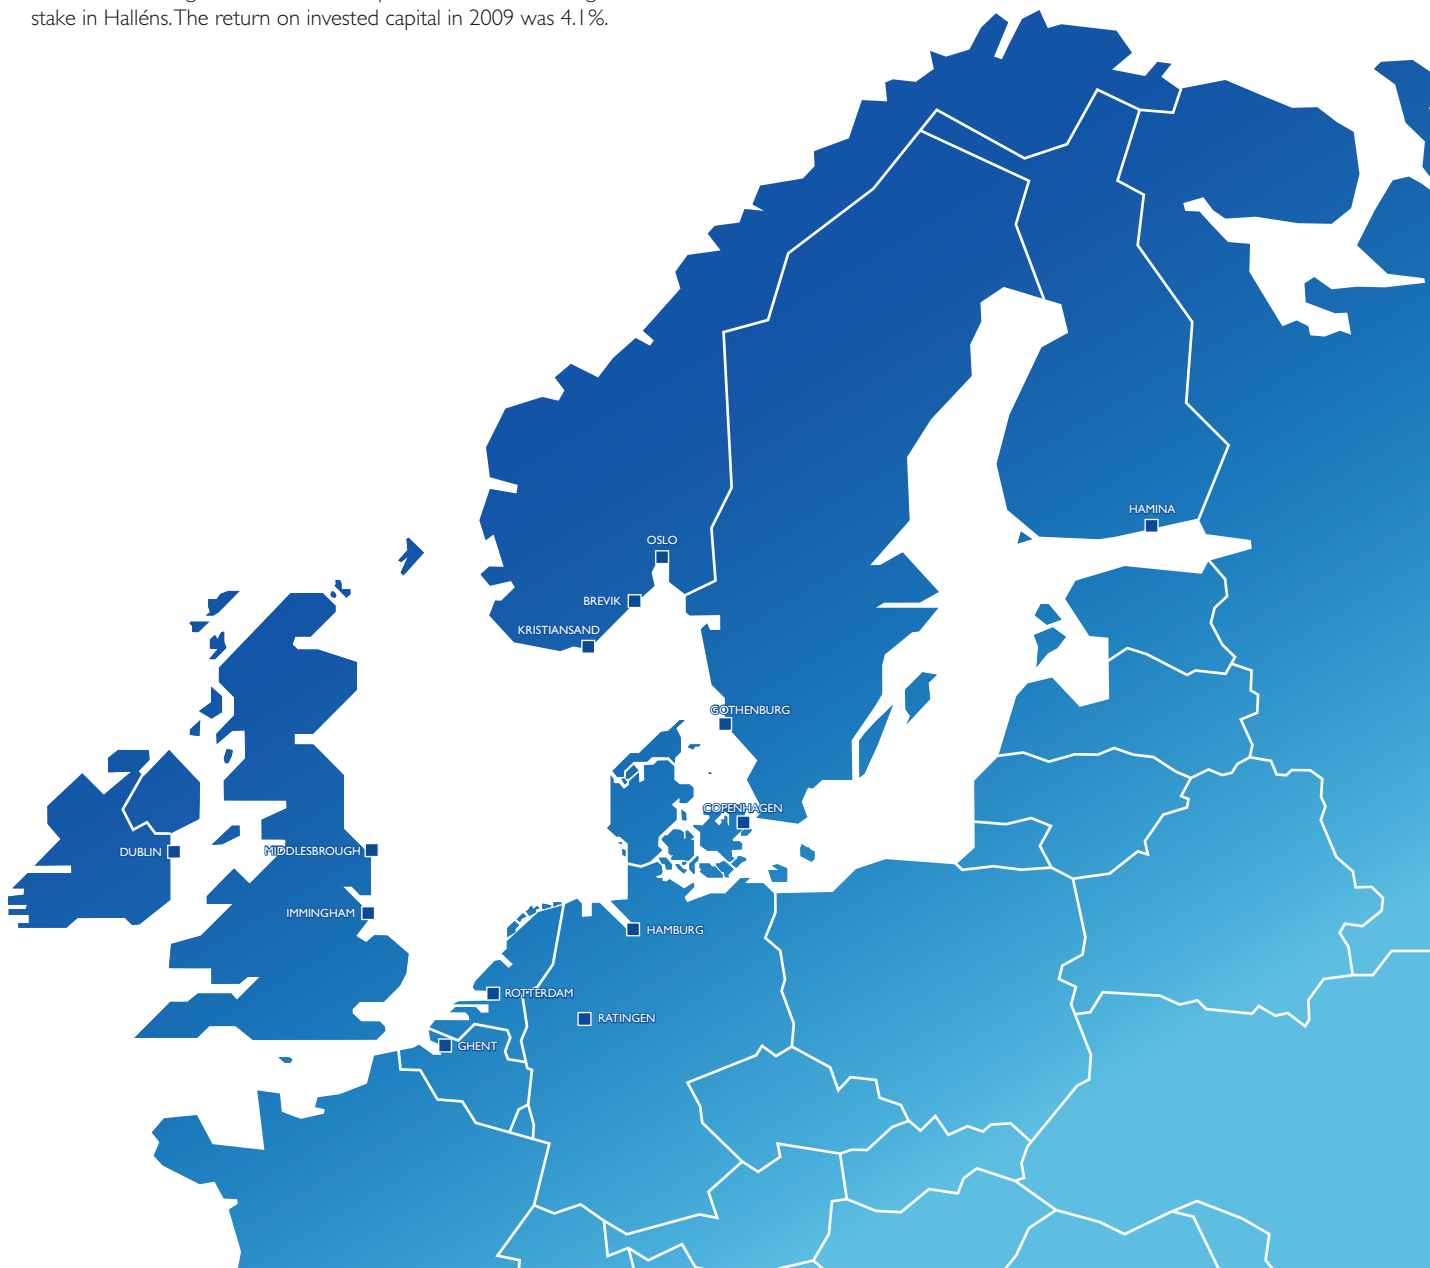 stake in Halléns. The return on invested capital in 2009 was 4.1%.
HAMINA
OSLO
BREVIK
KRISTIANSAND
GOTHENBURG
COPENHAGEN
DUBLIN
MIDDLESBROUGH
IMMINGHAM
HAMBURG
ROTTERDAM
RATINGEN
GHENT